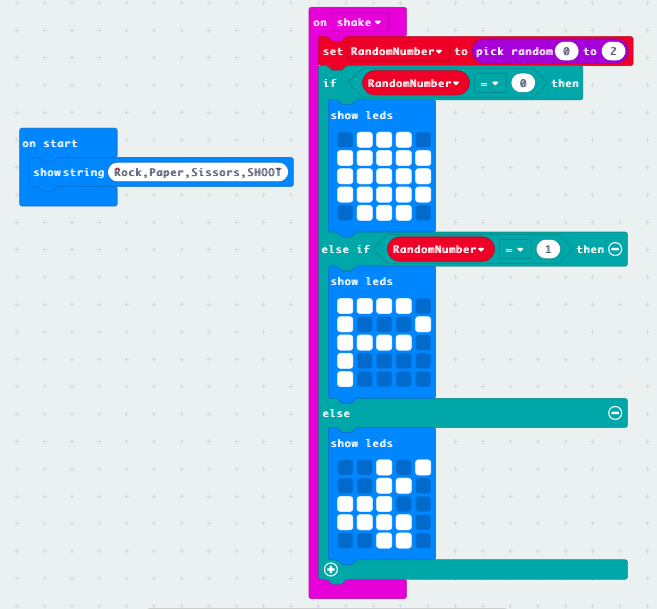 on start
show string Rock,Paper,Sissors,SHOOT
on shake
set RandomNumber to pick random 0 to 2
if RandomNumber = 0 then
show leds
else if RandomNumber = 1 then
show leds
else
show leds